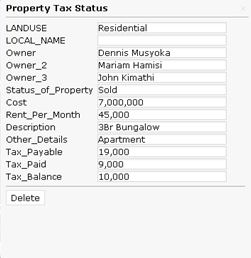 Property Tax Status
LANDUSE Residential
LOCAL_NAME
Owner Dennis Musyoka
Owner_2 Mariam Hamisi
Owner_3 John Kimathi
Status_of_Property Sold
Cost 7,000,000
Rent_Per_Month 45,000
Description 3Br Bungalow
Other_Details Apartment
Tax_Payable 19,000
Tax_Paid 9,000
Tax_Balance 10,000
Delete